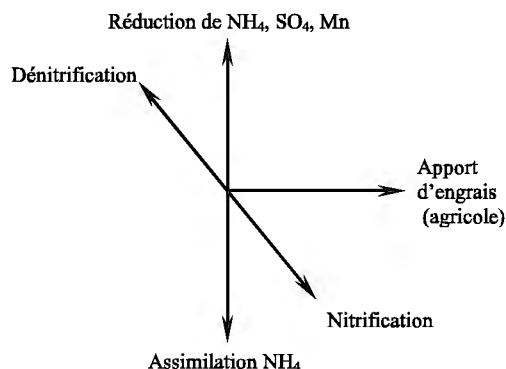 Réduction de NH₄, SO₄, Mn
Dénitrification
Apport
d'engrais
(agricole)
Nitrification
Assimilation NH₄